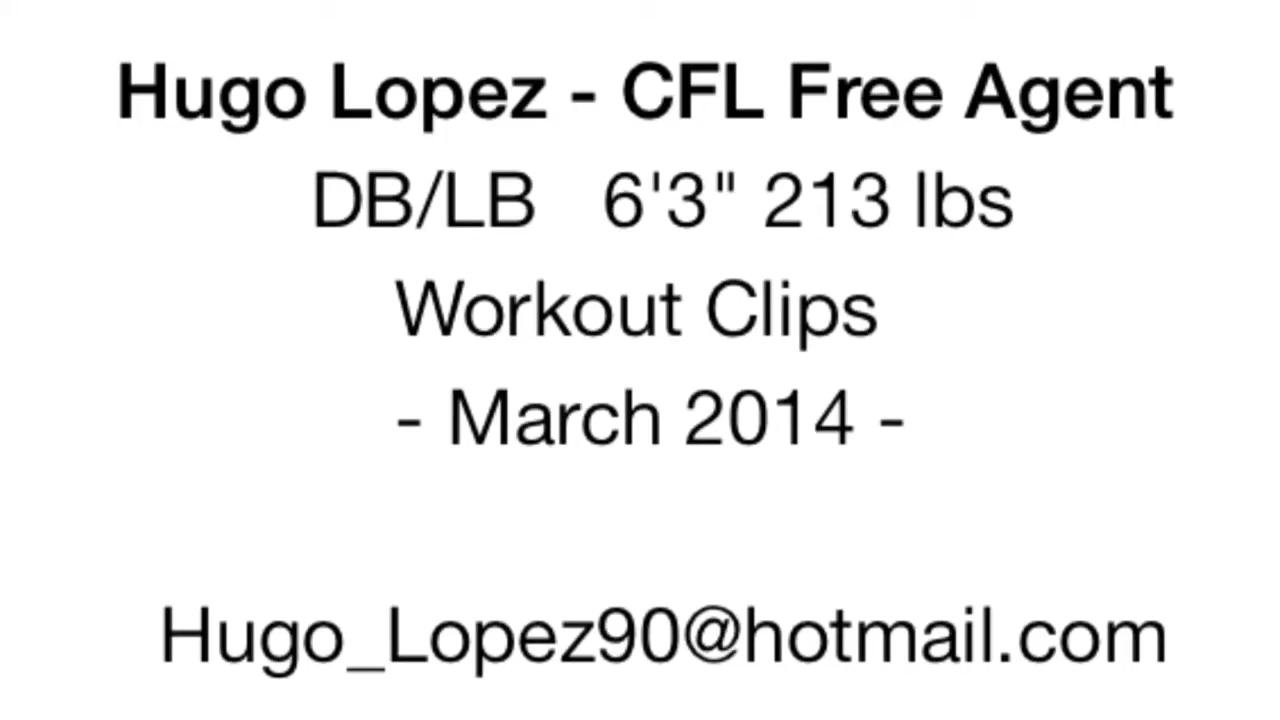 Hugo Lopez - CFL Free Agent
DB/LB 6'3" 213 lbs
Workout Clips
- March 2014 -
Hugo_Lopez90@hotmail.com